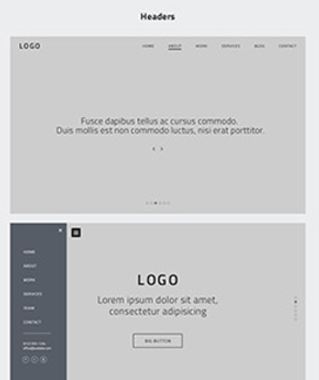 Headers
LOGO HOME ABOUT WORK SERVICES BLOG CONTACT
Fusce dapibus tellus ac cursus commodo.
Duis mollis est non commodo luctus, nisi erat porttitor.
HOME
ABOUT
WORK
SERVICES
TEAM
CONTACT
LOGO
Lorem ipsum dolor sit amet,
consectetur adipisicing
BIG BUTTON